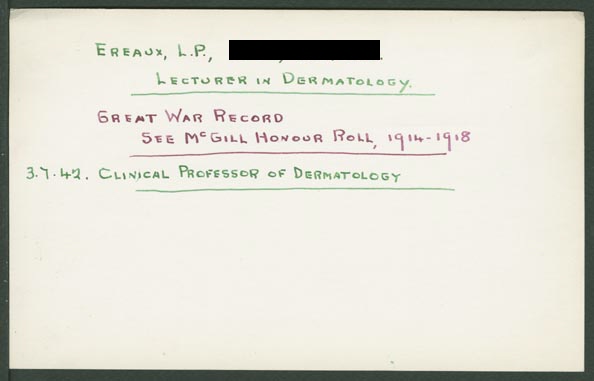 Ereaux, L.P.,
Lecturer in Dermatology.
Great War Record
See McGill Honour Roll, 1914-1918
3.7.42. Clinical Professor of Dermatology